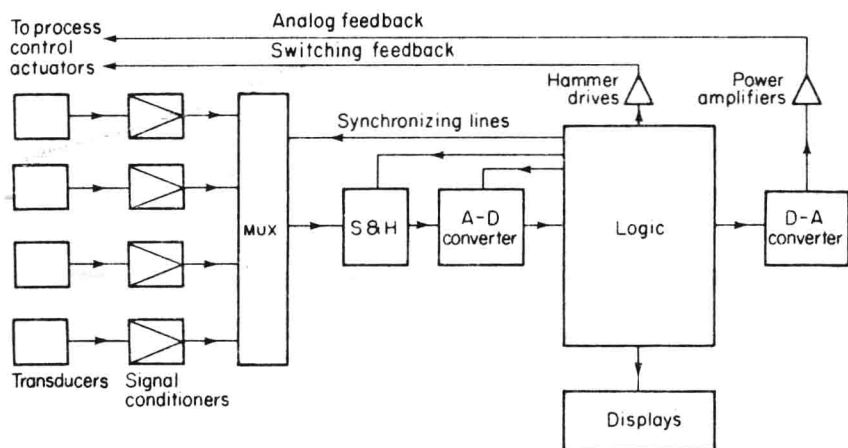 To process
control
actuators
Analog feedback
Switching feedback
Hammer
drives
Power
amplifiers
Synchronizing lines
MUX
S&H
A-D
converter
Logic
D-A
converter
Transducers
Signal
conditioners
Displays